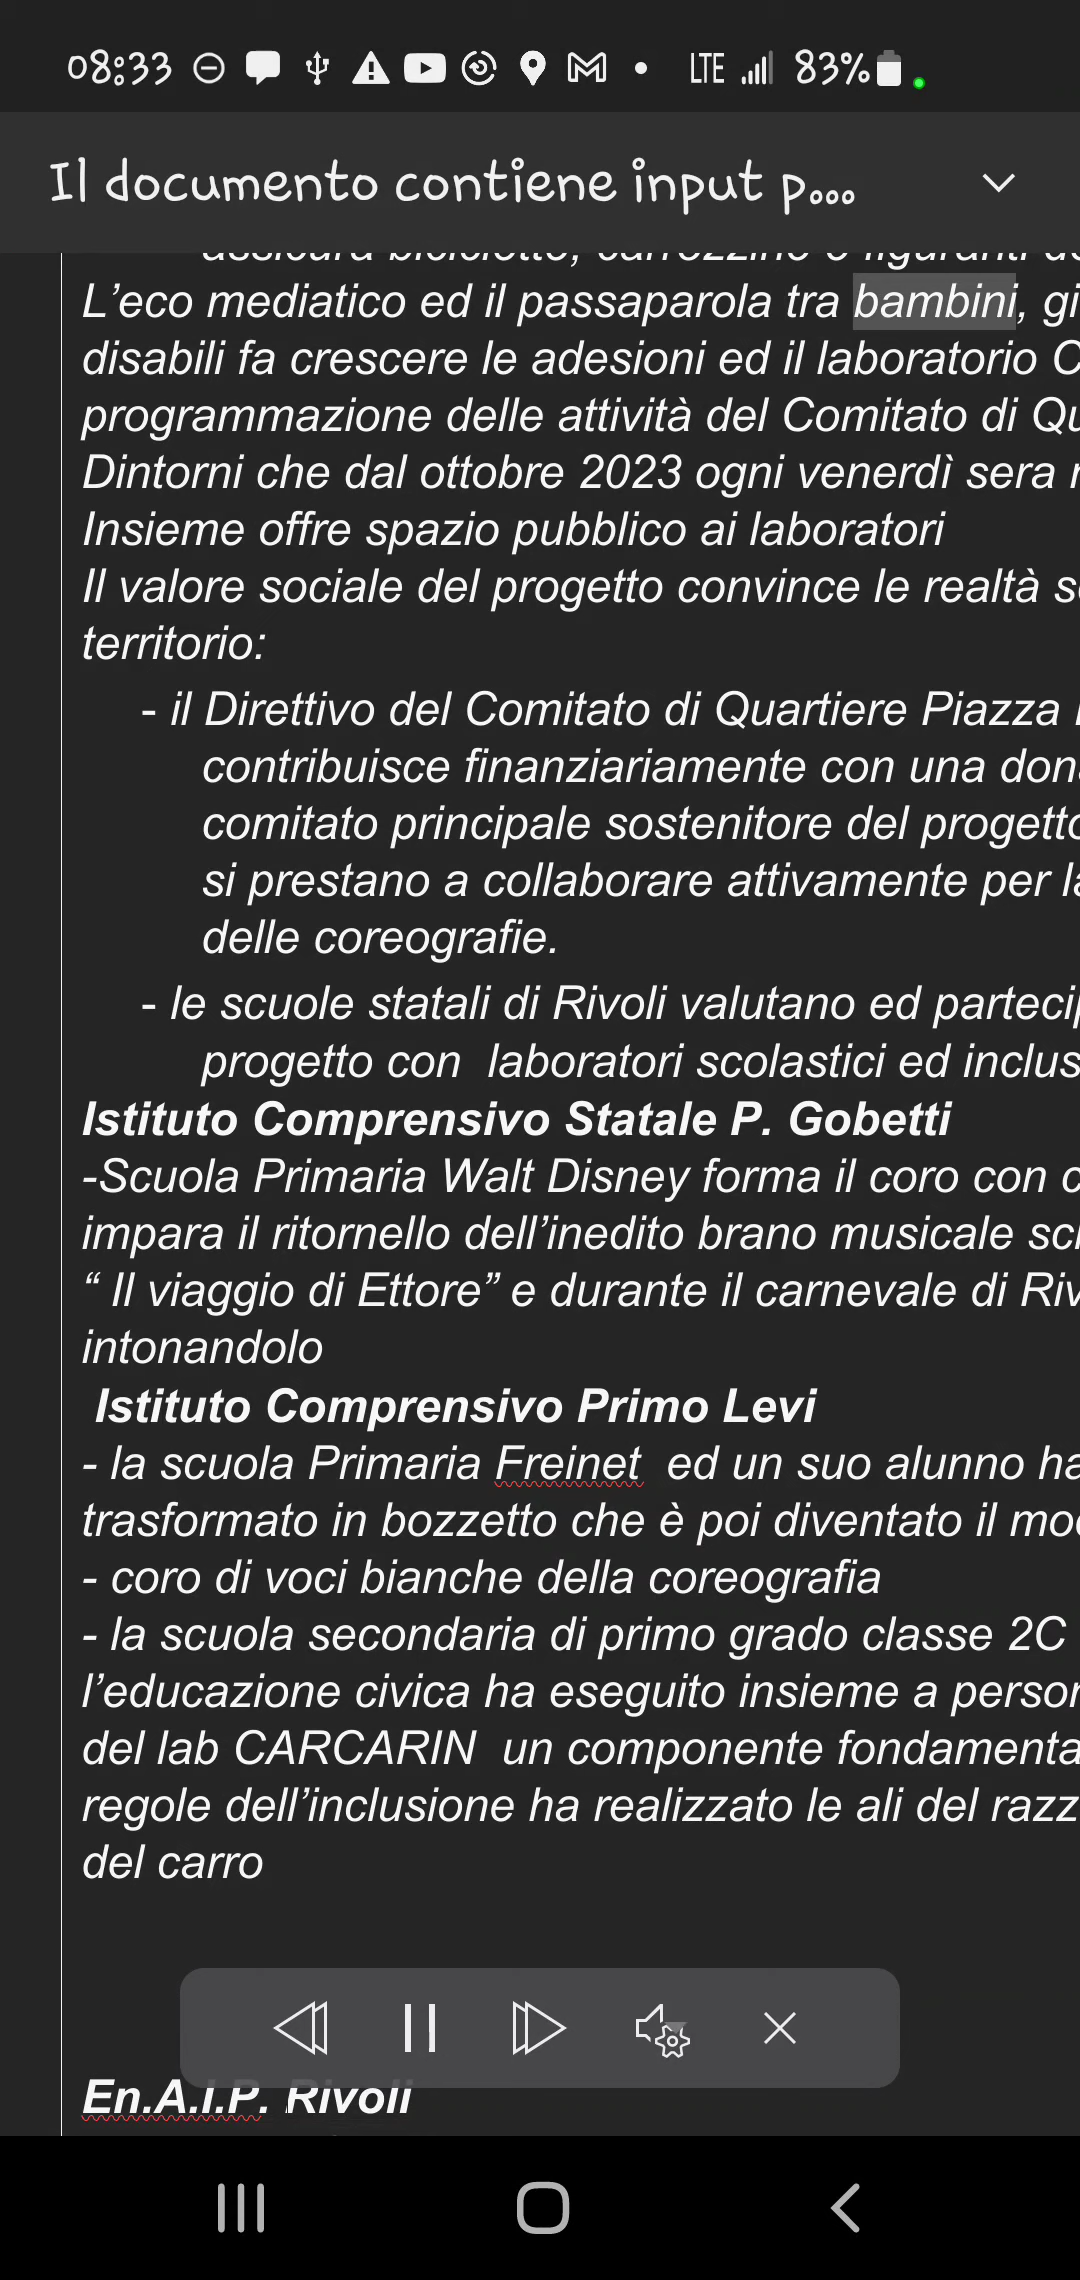 08:33 LTE 83%
Il documento contiene input p...
L’eco mediatico ed il passaparola tra bambini, gi
disabili fa crescere le adesioni ed il laboratorio C
programmazione delle attività del Comitato di Qu
Dintorni che dal ottobre 2023 ogni venerdì sera
Insieme offre spazio pubblico ai laboratori
Il valore sociale del progetto convince le realtà s
territorio:
- il Direttivo del Comitato di Quartiere Piazza
contribuisce finanziariamente con una don
comitato principale sostenitore del progetto
si prestano a collaborare attivamente per la
delle coreografie.
- le scuole statali di Rivoli valutano ed partecip
progetto con laboratori scolastici ed inclus
Istituto Comprensivo Statale P. Gobetti
-Scuola Primaria Walt Disney forma il coro con c
impara il ritornello dell’inedito brano musicale sc
“ Il viaggio di Ettore” e durante il carnevale di Riv
intonandolo
Istituto Comprensivo Primo Levi
- la scuola Primaria Freinet ed un suo alunno ha
trasformato in bozzetto che è poi diventato il mo
- coro di voci bianche della coreografia
- la scuola secondaria di primo grado classe 2C
l’educazione civica ha eseguito insieme a person
del lab CARCARIN un componente fondamenta
regole dell’inclusione ha realizzato le ali del razz
del carro
En.A.I.P. Rivoli